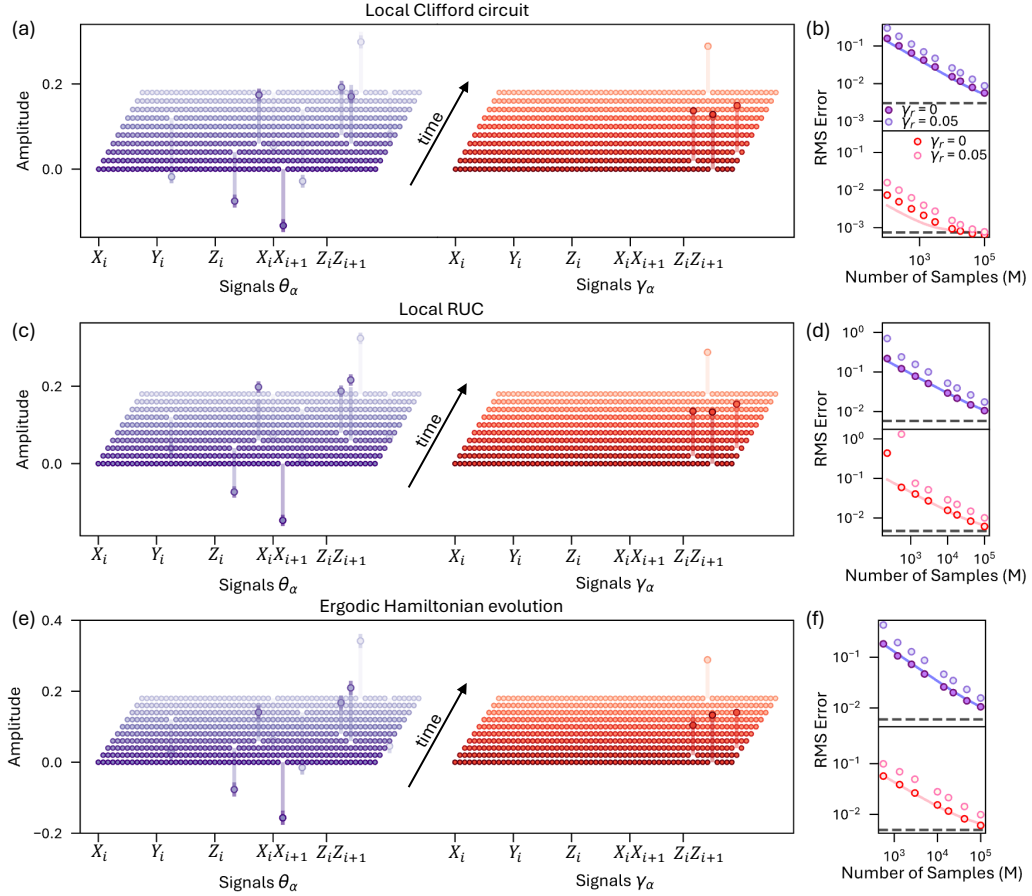 Local Clifford circuit
(a)
(b)
Amplitude
0.2
0.0
time
X_i
Y_i
Z_i
X_iX_{i+1}
Z_iZ_{i+1}
X_i
Y_i
Z_i
X_iX_{i+1}
Z_iZ_{i+1}
Signals θ_α
Signals γ_α
RMS Error
10^{-1}
10^{-2}
10^{-3}
γ_r = 0
γ_r = 0.05
RMS Error
10^{-1}
10^{-2}
10^{-3}
γ_r = 0
γ_r = 0.05
10^3
10^5
Number of Samples (M)
Local RUC
(c)
(d)
Amplitude
0.2
0.0
time
X_i
Y_i
Z_i
X_iX_{i+1}
Z_iZ_{i+1}
X_i
Y_i
Z_i
X_iX_{i+1}
Z_iZ_{i+1}
Signals θ_α
Signals γ_α
RMS Error
10^0
10^{-1}
10^{-2}
10^0
10^{-1}
10^{-2}
10^3
10^4
10^5
Number of Samples (M)
Ergodic Hamiltonian evolution
(e)
(f)
Amplitude
0.4
0.2
0.0
−0.2
time
X_i
Y_i
Z_i
X_iX_{i+1}
Z_iZ_{i+1}
X_i
Y_i
Z_i
X_iX_{i+1}
Z_iZ_{i+1}
Signals θ_α
Signals γ_α
RMS Error
10^{-1}
10^{-2}
10^{-1}
10^{-2}
10^3
10^4
10^5
Number of Samples (M)